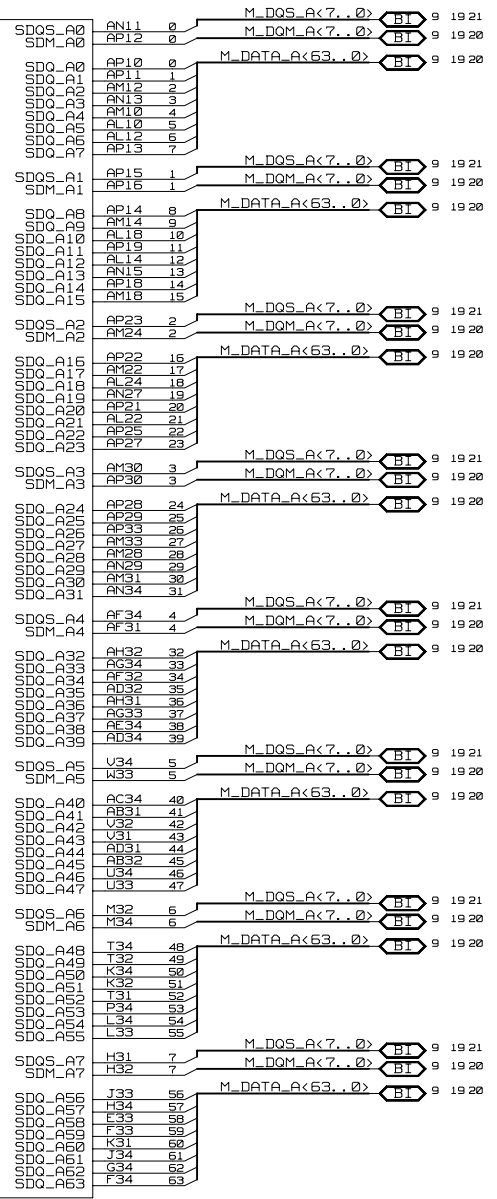 M_DQS_A<7..0> BI 9 19 21
SDQS_A0 AN11 0
M_DQM_A<7..0> BI 9 19 20
SDM_A0 AP12 0
M_DATA_A<63..0> BI 9 19 20
SDQ_A0 AP10 0
SDQ_A1 AP11 1
SDQ_A2 AM12 2
SDQ_A3 AN13 3
SDQ_A4 AM10 4
SDQ_A5 AL10 5
SDQ_A6 AL12 6
SDQ_A7 AP13 7
M_DQS_A<7..0> BI 9 19 21
SDQS_A1 AP15 1
M_DQM_A<7..0> BI 9 19 20
SDM_A1 AP16 1
M_DATA_A<63..0> BI 9 19 20
SDQ_A8 AP14 8
SDQ_A9 AM14 9
SDQ_A10 AL18 10
SDQ_A11 AP19 11
SDQ_A12 AL14 12
SDQ_A13 AN15 13
SDQ_A14 AP18 14
SDQ_A15 AM18 15
M_DQS_A<7..0> BI 9 19 21
SDQS_A2 AP23 2
M_DQM_A<7..0> BI 9 19 20
SDM_A2 AM24 2
M_DATA_A<63..0> BI 9 19 20
SDQ_A16 AP22 16
SDQ_A17 AM22 17
SDQ_A18 AL24 18
SDQ_A19 AN27 19
SDQ_A20 AP21 20
SDQ_A21 AL22 21
SDQ_A22 AP25 22
SDQ_A23 AP27 23
M_DQS_A<7..0> BI 9 19 21
SDQS_A3 AM30 3
M_DQM_A<7..0> BI 9 19 20
SDM_A3 AP30 3
M_DATA_A<63..0> BI 9 19 20
SDQ_A24 AP28 24
SDQ_A25 AP29 25
SDQ_A26 AP33 26
SDQ_A27 AM33 27
SDQ_A28 AM28 28
SDQ_A29 AN29 29
SDQ_A30 AM31 30
SDQ_A31 AN34 31
M_DQS_A<7..0> BI 9 19 21
SDQS_A4 AF34 4
M_DQM_A<7..0> BI 9 19 20
SDM_A4 AF31 4
M_DATA_A<63..0> BI 9 19 20
SDQ_A32 AH32 32
SDQ_A33 AG34 33
SDQ_A34 AF32 34
SDQ_A35 AD32 35
SDQ_A36 AH31 36
SDQ_A37 AG33 37
SDQ_A38 AE34 38
SDQ_A39 AD34 39
M_DQS_A<7..0> BI 9 19 21
SDQS_A5 V34 5
M_DQM_A<7..0> BI 9 19 20
SDM_A5 W33 5
M_DATA_A<63..0> BI 9 19 20
SDQ_A40 AC34 40
SDQ_A41 AB31 41
SDQ_A42 V32 42
SDQ_A43 V31 43
SDQ_A44 AD31 44
SDQ_A45 AB32 45
SDQ_A46 U34 46
SDQ_A47 U33 47
M_DQS_A<7..0> BI 9 19 21
SDQS_A6 M32 6
M_DQM_A<7..0> BI 9 19 20
SDM_A6 M34 6
M_DATA_A<63..0> BI 9 19 20
SDQ_A48 T34 48
SDQ_A49 T32 49
SDQ_A50 K34 50
SDQ_A51 K32 51
SDQ_A52 T31 52
SDQ_A53 P34 53
SDQ_A54 L34 54
SDQ_A55 L33 55
M_DQS_A<7..0> BI 9 19 21
SDQS_A7 H31 7
M_DQM_A<7..0> BI 9 19 20
SDM_A7 H32 7
M_DATA_A<63..0> BI 9 19 20
SDQ_A56 J33 56
SDQ_A57 H34 57
SDQ_A58 E33 58
SDQ_A59 F33 59
SDQ_A60 K31 60
SDQ_A61 J34 61
SDQ_A62 G34 62
SDQ_A63 F34 63